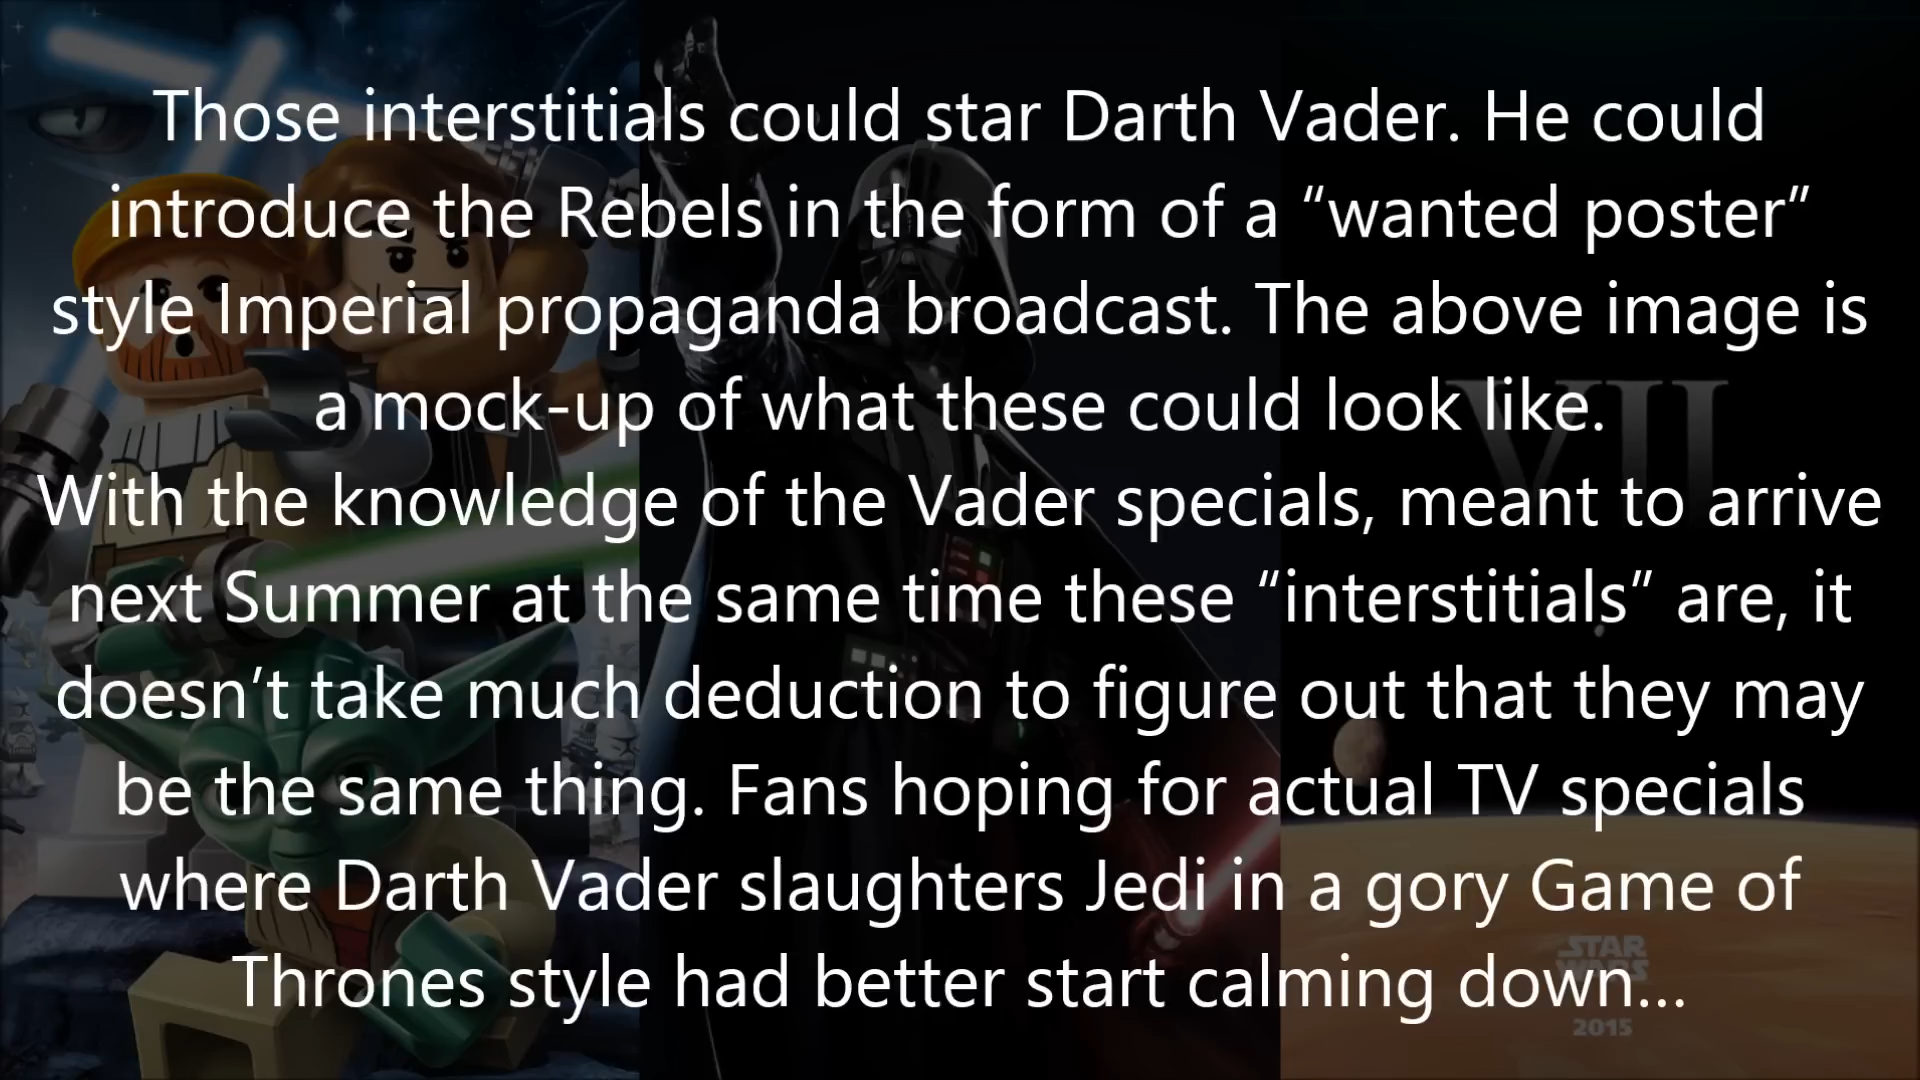 Those interstitials could star Darth Vader. He could
introduce the Rebels in the form of a “wanted poster”
style Imperial propaganda broadcast. The above image is
a mock-up of what these could look like.
With the knowledge of the Vader specials, meant to arrive
next Summer at the same time these “interstitials” are, it
doesn’t take much deduction to figure out that they may
be the same thing. Fans hoping for actual TV specials
where Darth Vader slaughters Jedi in a gory Game of
Thrones style had better start calming down...
VII
STAR
WARS
2015